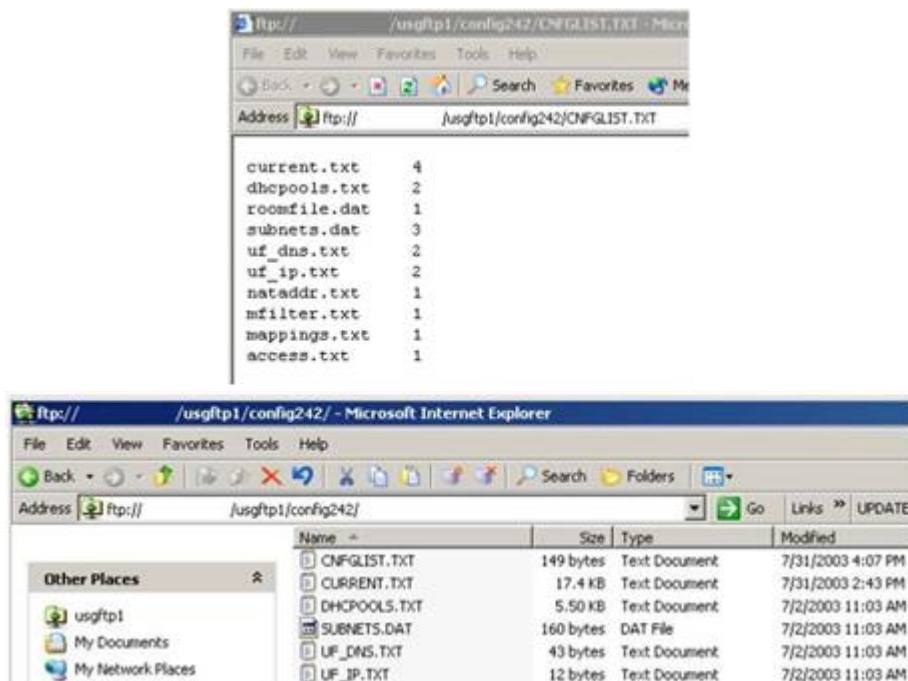 ftp:// /usgftp1/config242/CNFGLIST.TXT - Micro
File Edit View Favorites Tools Help
Back Search Favorites Me
Address ftp:// /usgftp1/config242/CNFGLIST.TXT
current.txt 4
dhcpools.txt 2
roomfile.dat 1
subnets.dat 3
uf_dns.txt 2
uf_ip.txt 2
nataddr.txt 1
mfilter.txt 1
mappings.txt 1
access.txt 1
ftp:// /usgftp1/config242/ - Microsoft Internet Explorer
File Edit View Favorites Tools Help
Back Search Folders
Address ftp:// /usgftp1/config242/ Go Links » UPDATE
Name Size Type Modified
Other Places
usgftp1
My Documents
My Network Places
CNFGLIST.TXT 149 bytes Text Document 7/31/2003 4:07 PM
CURRENT.TXT 17.4 KB Text Document 7/31/2003 2:43 PM
DHCPOOLS.TXT 5.50 KB Text Document 7/2/2003 11:03 AM
SUBNETS.DAT 160 bytes DAT File 7/2/2003 11:03 AM
UF_DNS.TXT 43 bytes Text Document 7/2/2003 11:03 AM
UF_IP.TXT 12 bytes Text Document 7/2/2003 11:03 AM